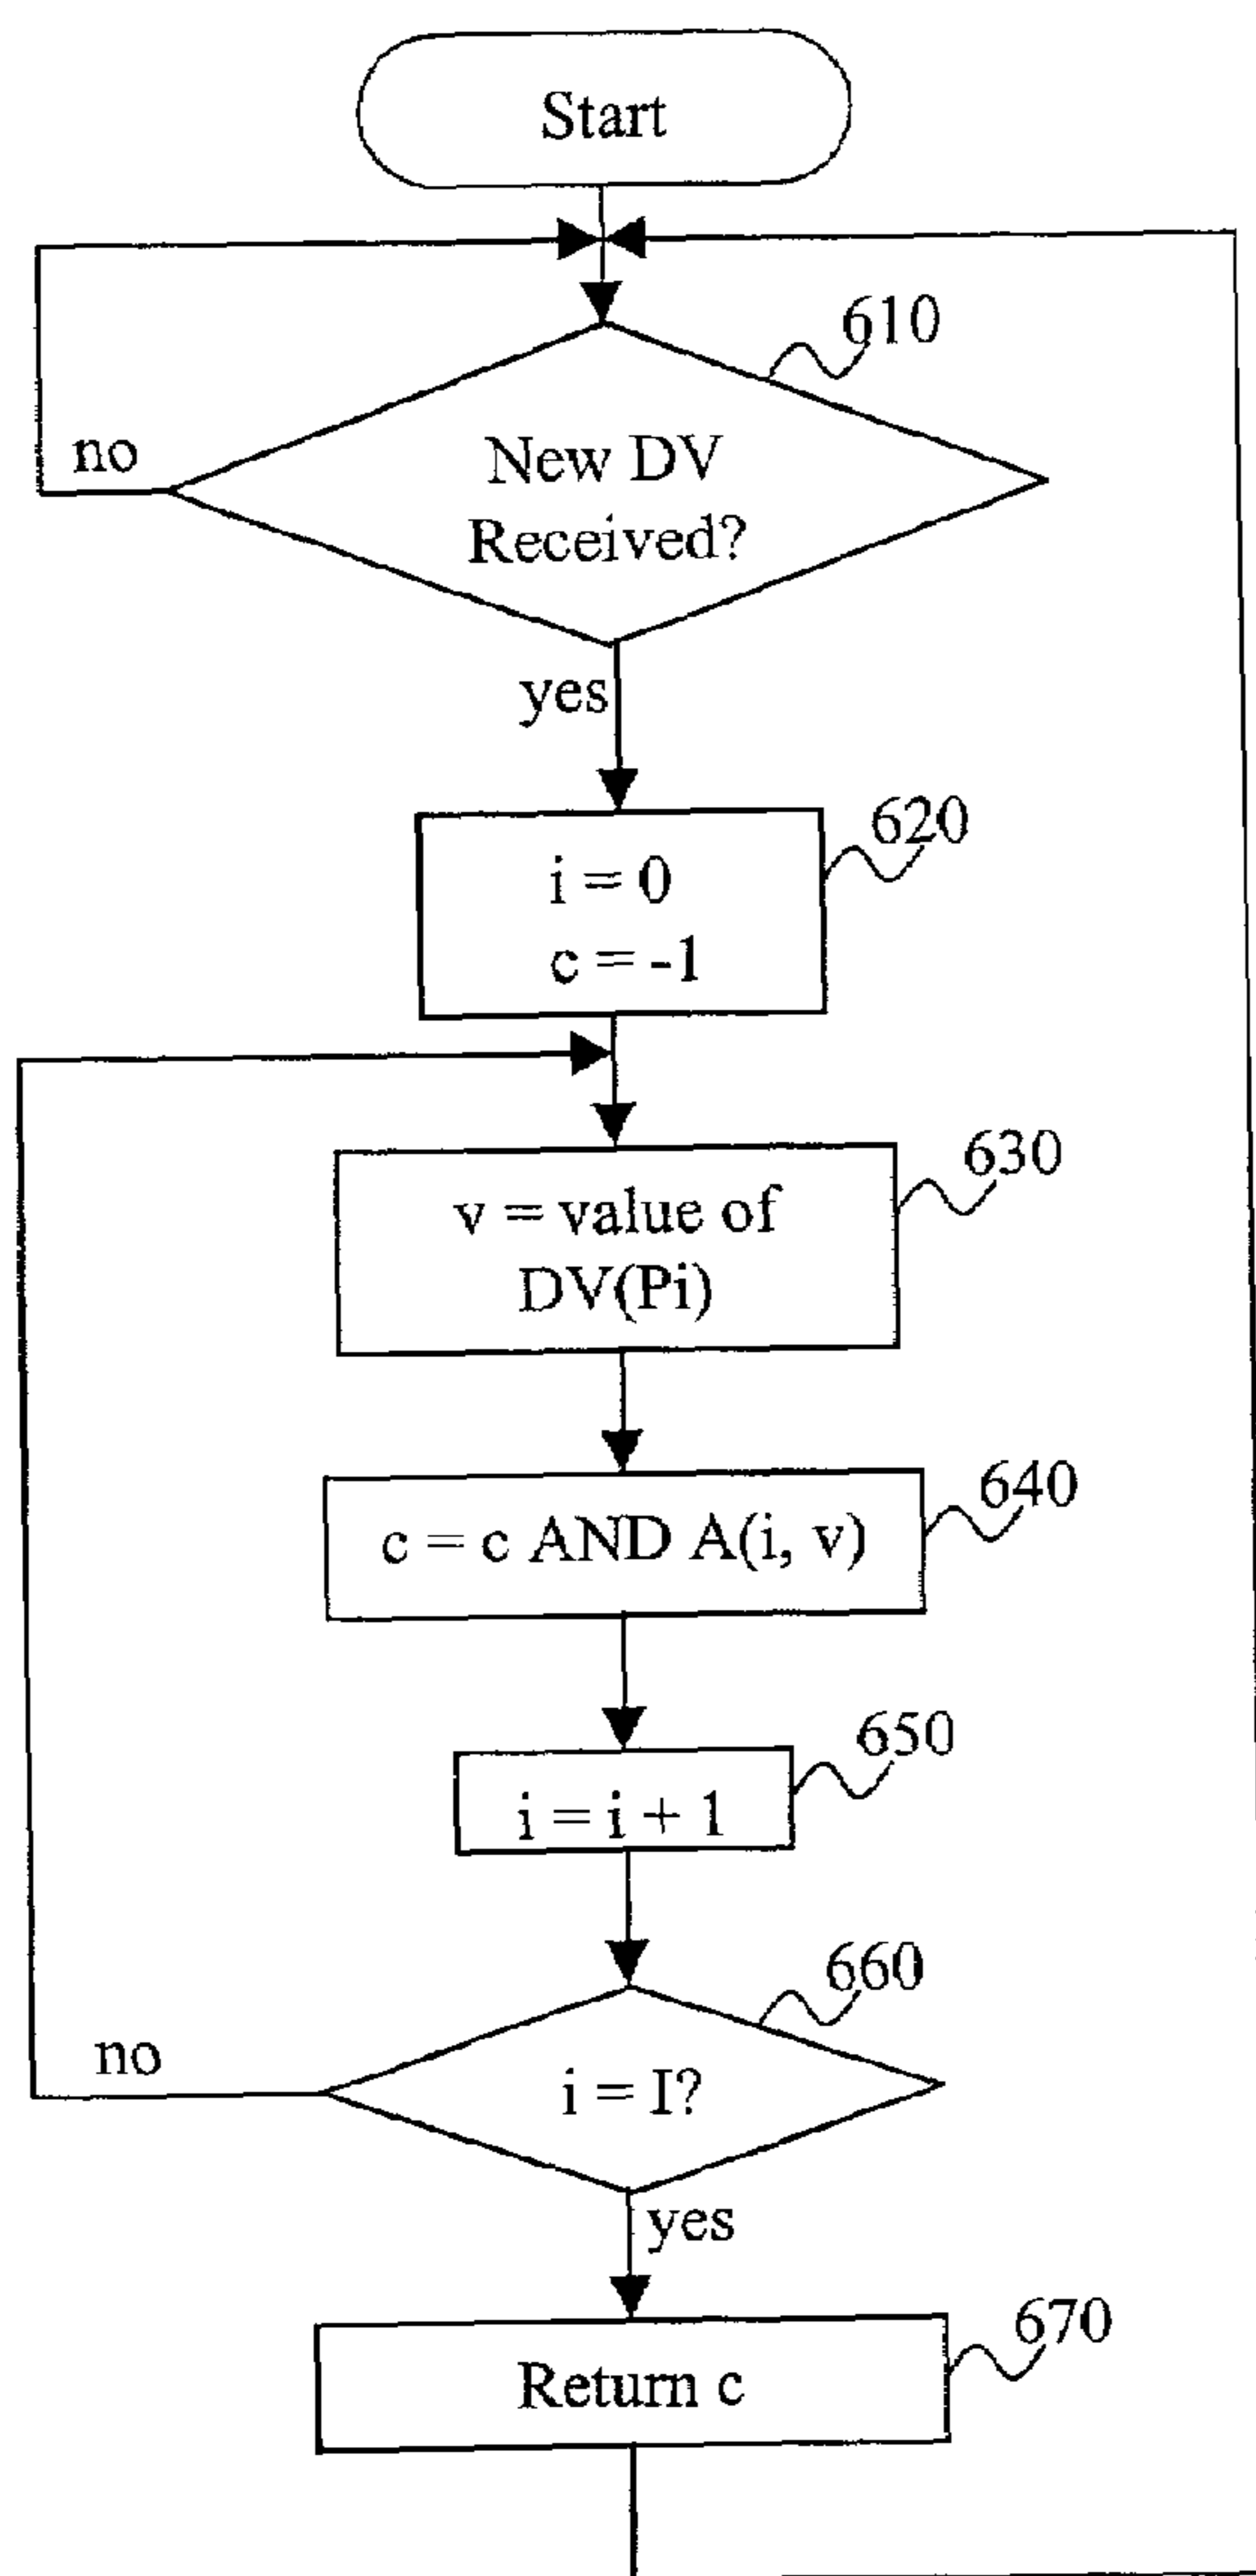 Start
610
no
New DV
Received?
yes
620
i = 0
c = -1
630
v = value of
DV(Pi)
640
c = c AND A(i, v)
650
i = i + 1
660
no
i = I?
yes
670
Return c